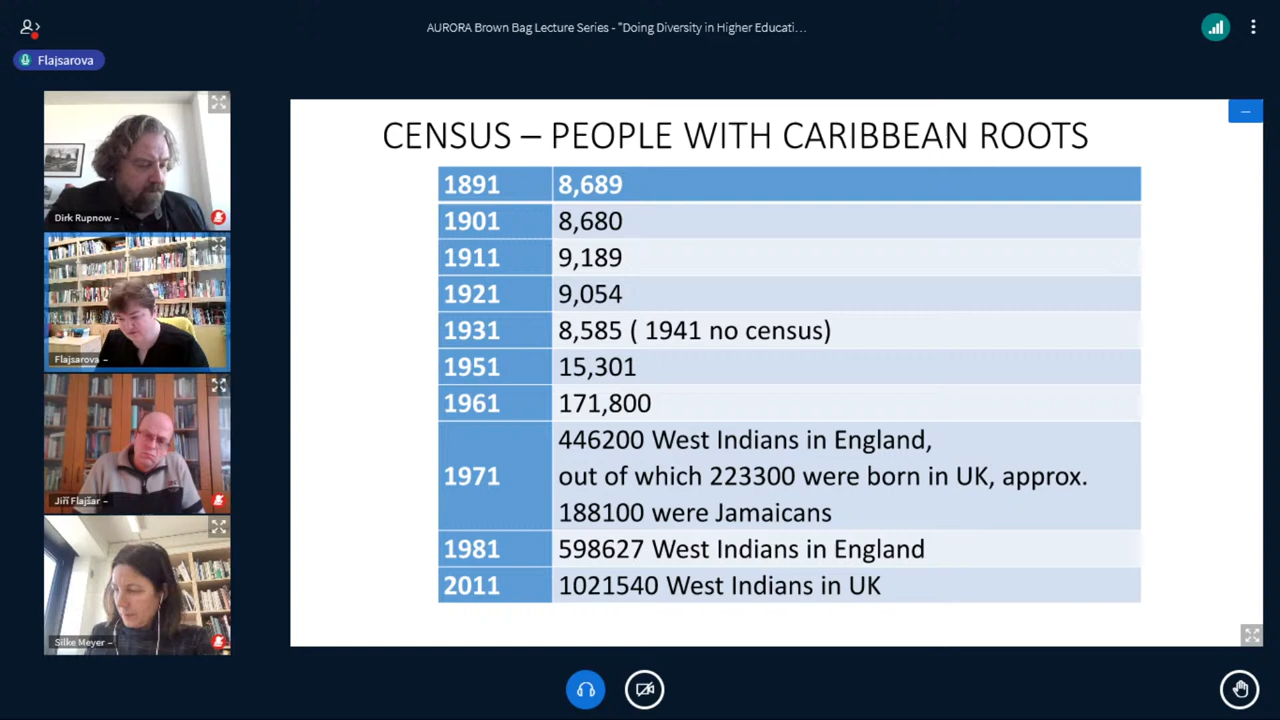 AURORA Brown Bag Lecture Series - "Doing Diversity in Higher Educati…
Flajsarova
Dirk Rupnow –
Flajsarova –
Jiří Flajšar –
Silke Meyer –
CENSUS – PEOPLE WITH CARIBBEAN ROOTS
1891 8,689
1901 8,680
1911 9,189
1921 9,054
1931 8,585 ( 1941 no census)
1951 15,301
1961 171,800
1971 446200 West Indians in England,
out of which 223300 were born in UK, approx.
188100 were Jamaicans
1981 598627 West Indians in England
2011 1021540 West Indians in UK